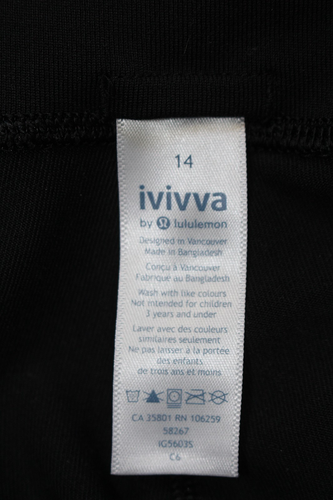 14
ivivva
by lululemon
Designed in Vancouver
Made in Bangladesh
Conçu à Vancouver
Fabriqué au Bangladesh
Wash with like colours
Not intended for children
3 years and under
Laver avec des couleurs
similaires seulement
Ne pas laisser à la portée
des enfants
de trois ans et moins
CA 35801 RN 106259
58267
IG5603S
C6